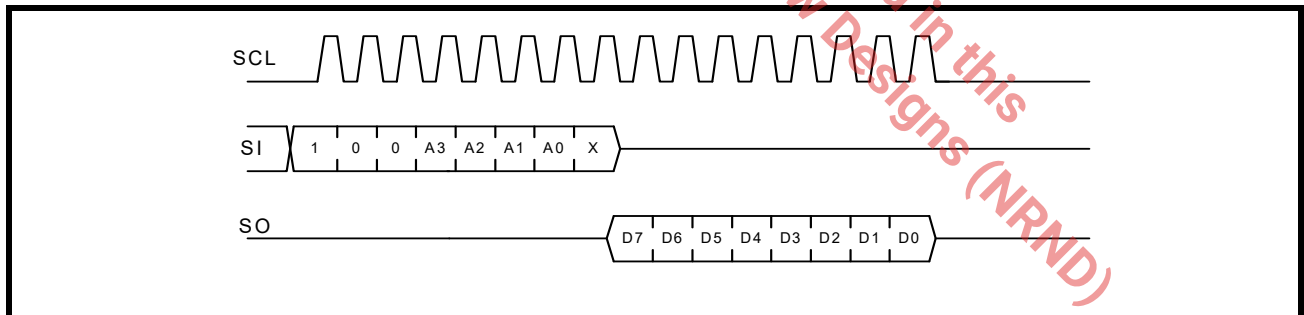 d in this
w Designs (NRND)
SCL
SI 1 0 0 A3 A2 A1 A0 X
SO D7 D6 D5 D4 D3 D2 D1 D0